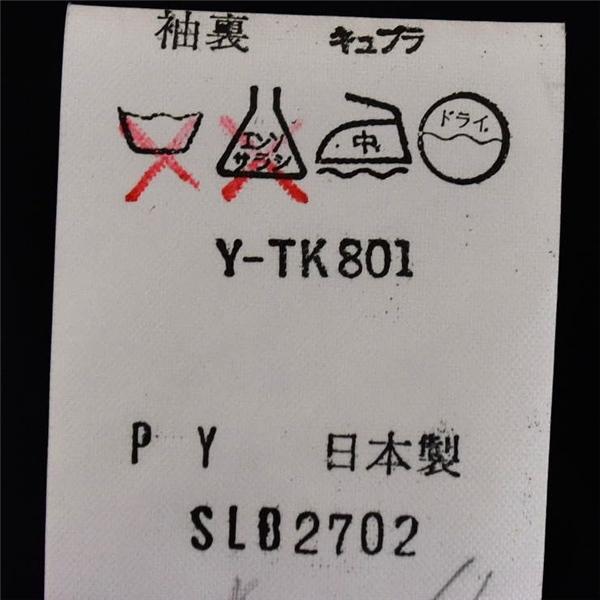 袖裏 キュプラ
エンソ サラシ 中 ドライ
Y-TK801
P Y 日本製
SLB2702